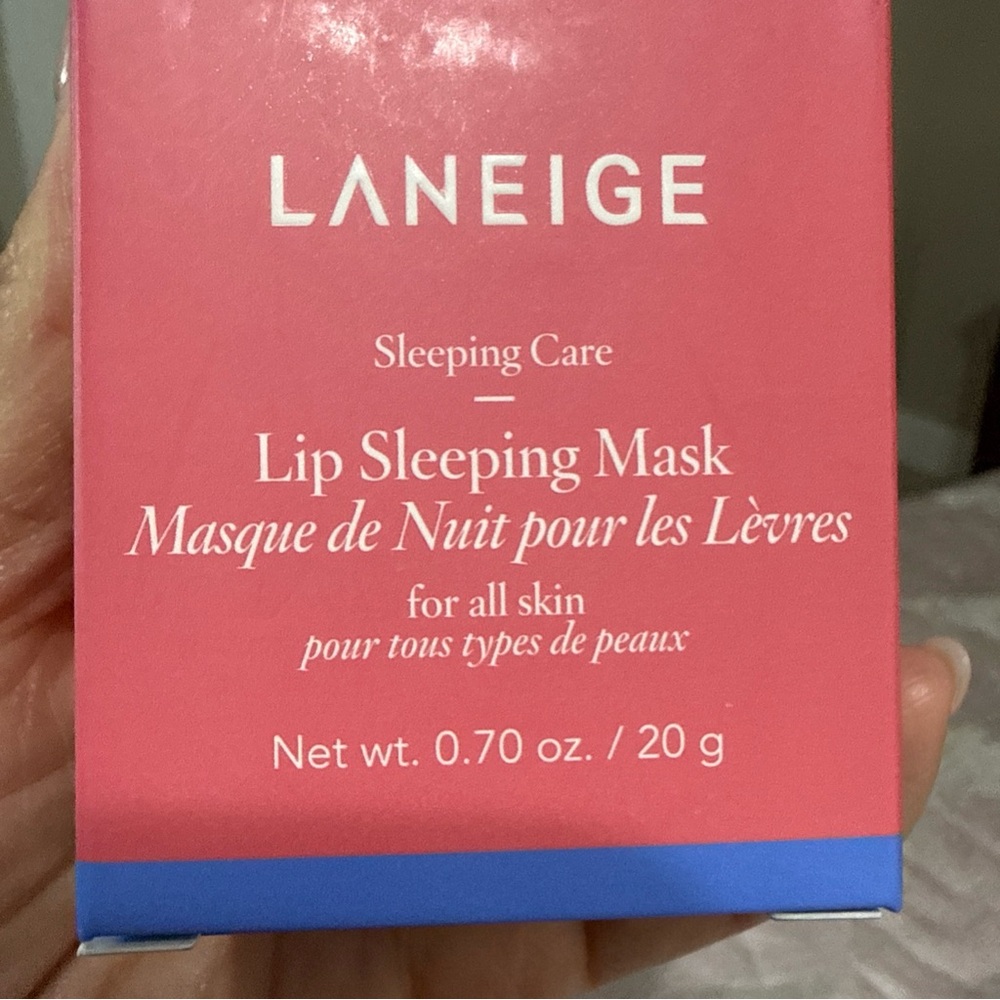 LANEIGE
Sleeping Care
Lip Sleeping Mask
Masque de Nuit pour les Lèvres
for all skin
pour tous types de peaux
Net wt. 0.70 oz. / 20 g